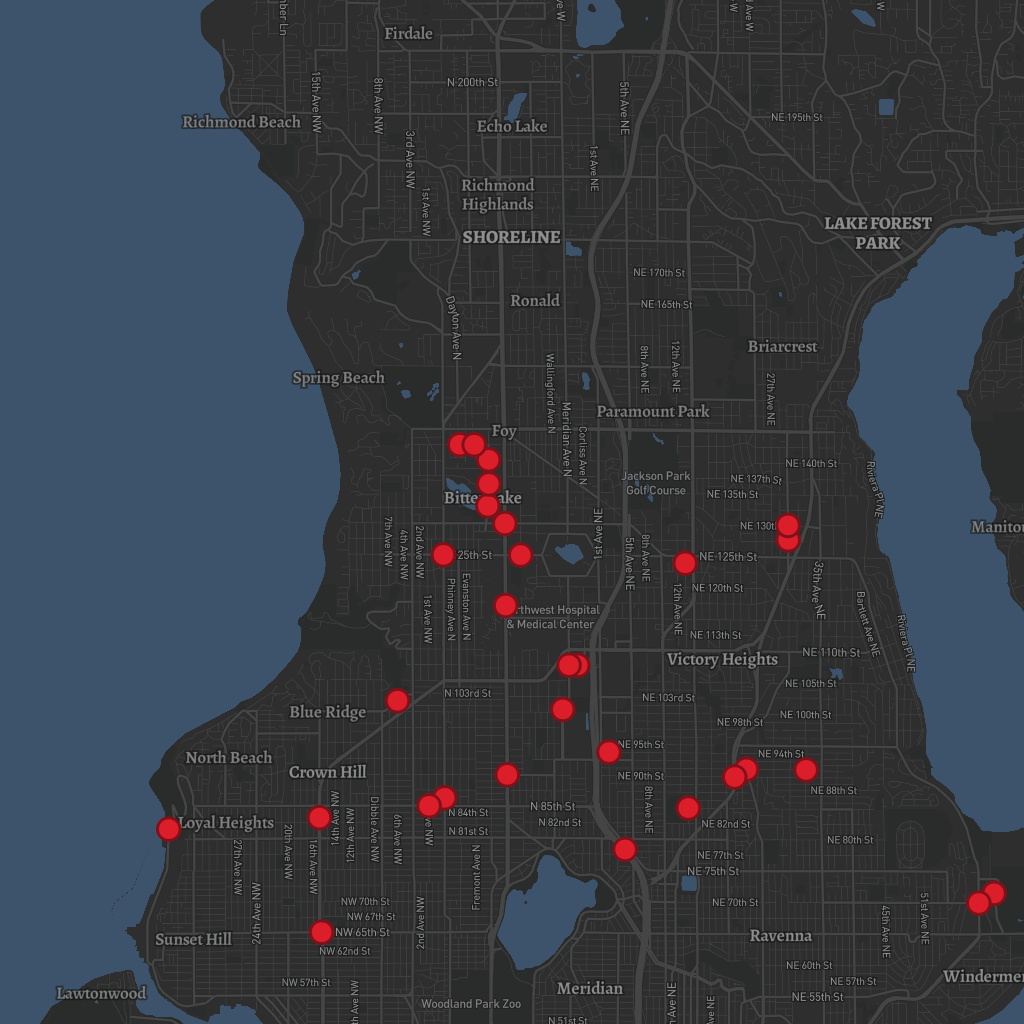 Firdale
N 200th St
15th Ave NW
8th Ave NW
5th Ave NE
Richmond Beach
Echo Lake
NE 195th St
3rd Ave NW
1st Ave NE
Richmond
Highlands
1st Ave NW
SHORELINE
LAKE FOREST
PARK
NE 170th St
Ronald
NE 165th St
Dayton Ave N
Briarcrest
Spring Beach
Wallingford Ave N
8th Ave NE
12th Ave NE
27th Ave NE
Paramount Park
Foy
Meridian Ave N
Corliss Ave N
NE 140th St
Jackson Park
Golf Course
NE 137th St
NE 135th St
Riviera Pl NE
NE 130th
1st Ave NE
7th Ave NW
4th Ave NW
2nd Ave NW
25th St
5th Ave NE
8th Ave NE
NE 125th St
NE 120th St
35th Ave NE
Phinney Ave N
Evanston Ave N
1st Ave NW
12th Ave NE
Bartlett Ave NE
Riviera Pl NE
& Medical Center
NE 113th St
Victory Heights
NE 110th St
NE 105th St
N 103rd St
NE 103rd St
Blue Ridge
NE 100th St
NE 98th St
North Beach
NE 95th St
NE 94th St
Crown Hill
NE 90th St
NE 88th St
8th Ave NE
N 85th St
N 84th St
Loyal Heights
N 82nd St
NE 82nd St
N 81st St
NE 80th St
20th Ave NW
16th Ave NW
14th Ave NW
12th Ave NW
Dibble Ave NW
6th Ave NW
27th Ave NW
24th Ave NW
Fremont Ave N
NE 77th St
NE 75th St
NW 70th St
NE 70th St
NW 67th St
NW 65th St
2nd Ave NW
45th Ave NE
51st Ave NE
Sunset Hill
NW 62nd St
Ravenna
NE 60th St
NW 57th St
NE 57th St
Lawtonwood
Meridian
NE 55th St
Woodland Park Zoo
N 51st St